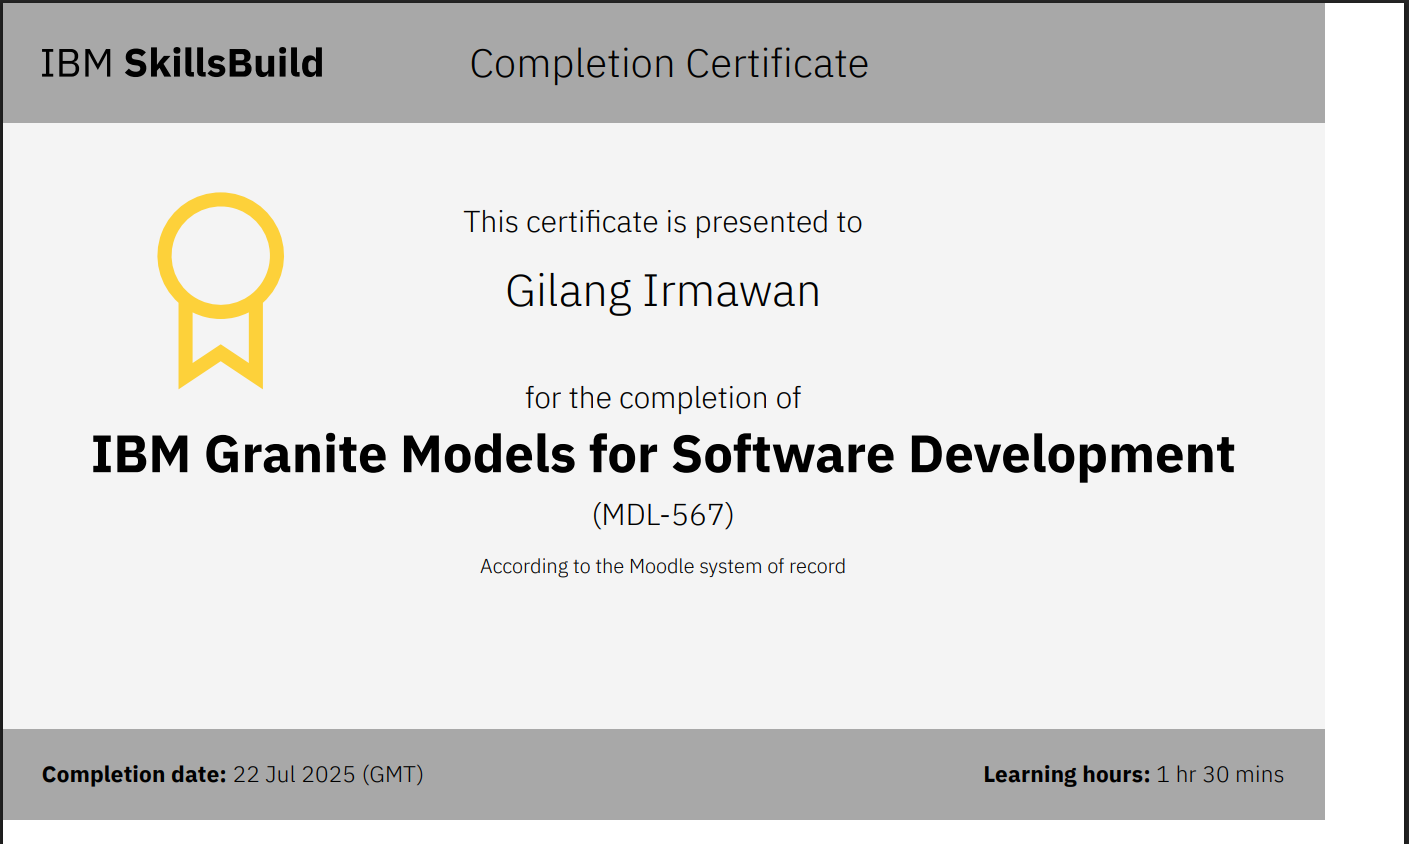 IBM SkillsBuild
Completion Certificate
This certificate is presented to
Gilang Irmawan
for the completion of
IBM Granite Models for Software Development
(MDL-567)
According to the Moodle system of record
Completion date: 22 Jul 2025 (GMT)
Learning hours: 1 hr 30 mins